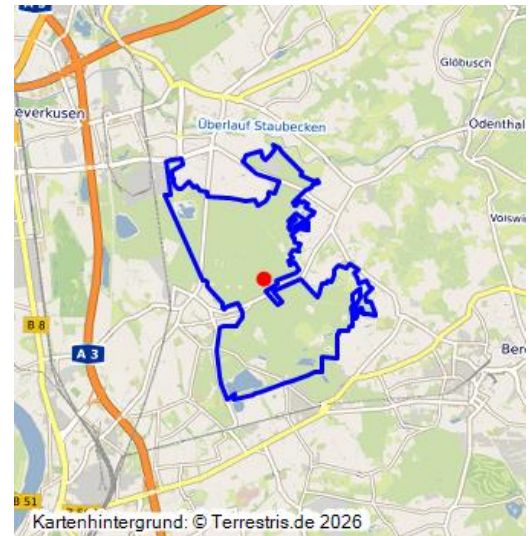 Glöbusch
everkusen
Überlauf Staubecken
Odenthal
Volswi
B 8
A 3
Ber
B 51
Kartenhintergrund: © Terrestris.de 2026